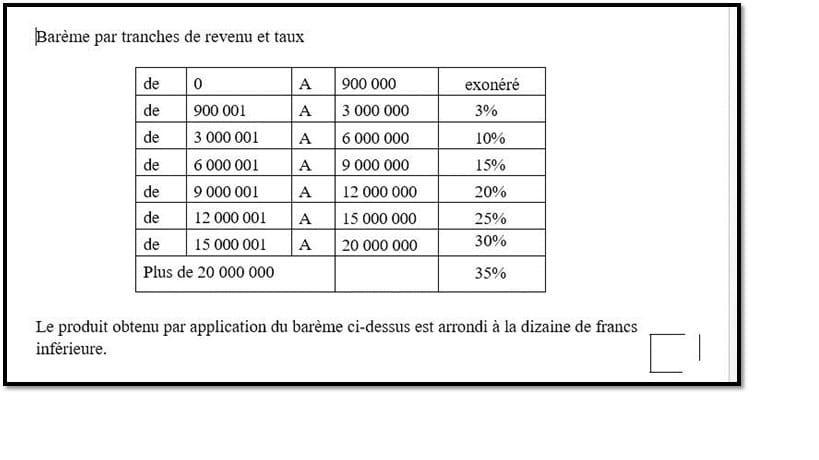 Barème par tranches de revenu et taux
de 0 A 900 000 exonéré
de 900 001 A 3 000 000 3%
de 3 000 001 A 6 000 000 10%
de 6 000 001 A 9 000 000 15%
de 9 000 001 A 12 000 000 20%
de 12 000 001 A 15 000 000 25%
de 15 000 001 A 20 000 000 30%
Plus de 20 000 000 35%
Le produit obtenu par application du barème ci-dessus est arrondi à la dizaine de francs
inférieure.